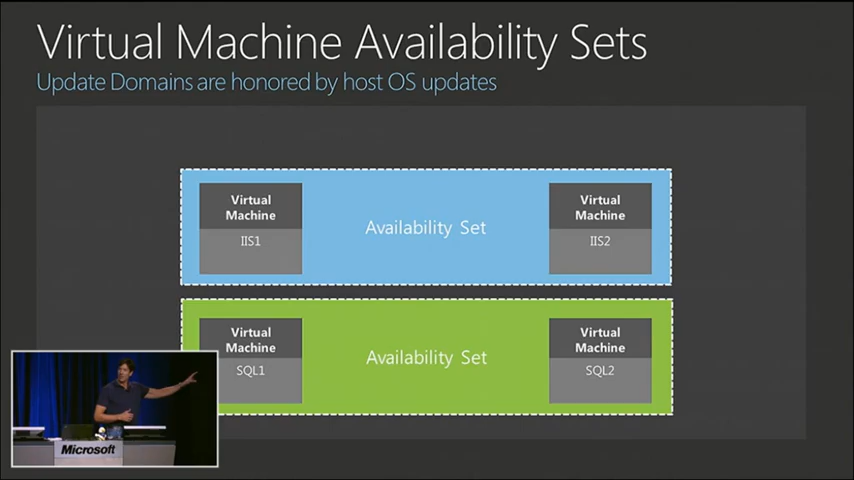 Virtual Machine Availability Sets
Update Domains are honored by host OS updates
Virtual
Machine
IIS1
Availability Set
Virtual
Machine
IIS2
Virtual
Machine
SQL1
Availability Set
Virtual
Machine
SQL2
Microsoft